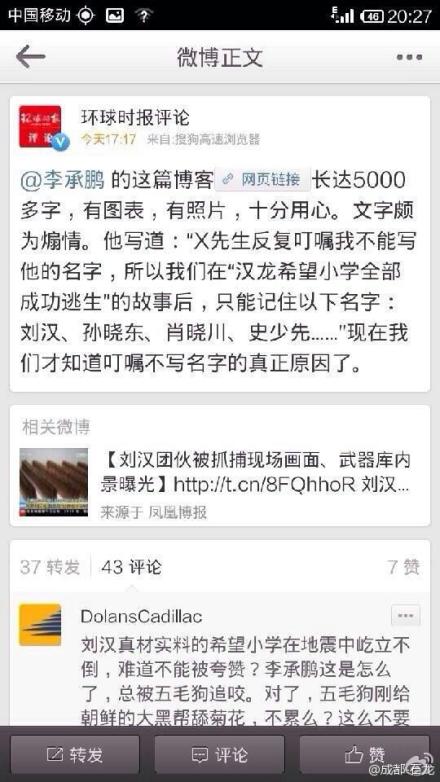 中国移动 46 20:27
微博正文
环球时报 评论
环球时报评论
今天17:17 来自搜狗高速浏览器
@李承鹏 的这篇博客 网页链接 长达5000
多字，有图表，有照片，十分用心。文字颇
为煽情。他写道：“X先生反复叮嘱我不能写
他的名字，所以我们在“汉龙希望小学全部
成功逃生”的故事后，只能记住以下名字：
刘汉、孙晓东、肖晓川、史少先……”现在我
们才知道叮嘱不写名字的真正原因了。
相关微博
【刘汉团伙被抓捕现场画面、武器库内
景曝光】http://t.cn/8FQhhoR 刘汉...
来源于 凤凰博报
37 转发 43 评论 7 赞
DolansCadillac
刘汉真材实料的希望小学在地震中屹立不
倒，难道不能被夸赞？李承鹏这是怎么
了，总被五毛狗追咬。对了，五毛狗刚给
朝鲜的大黑帮舔菊花，不累么？这么不要
转发 评论 赞